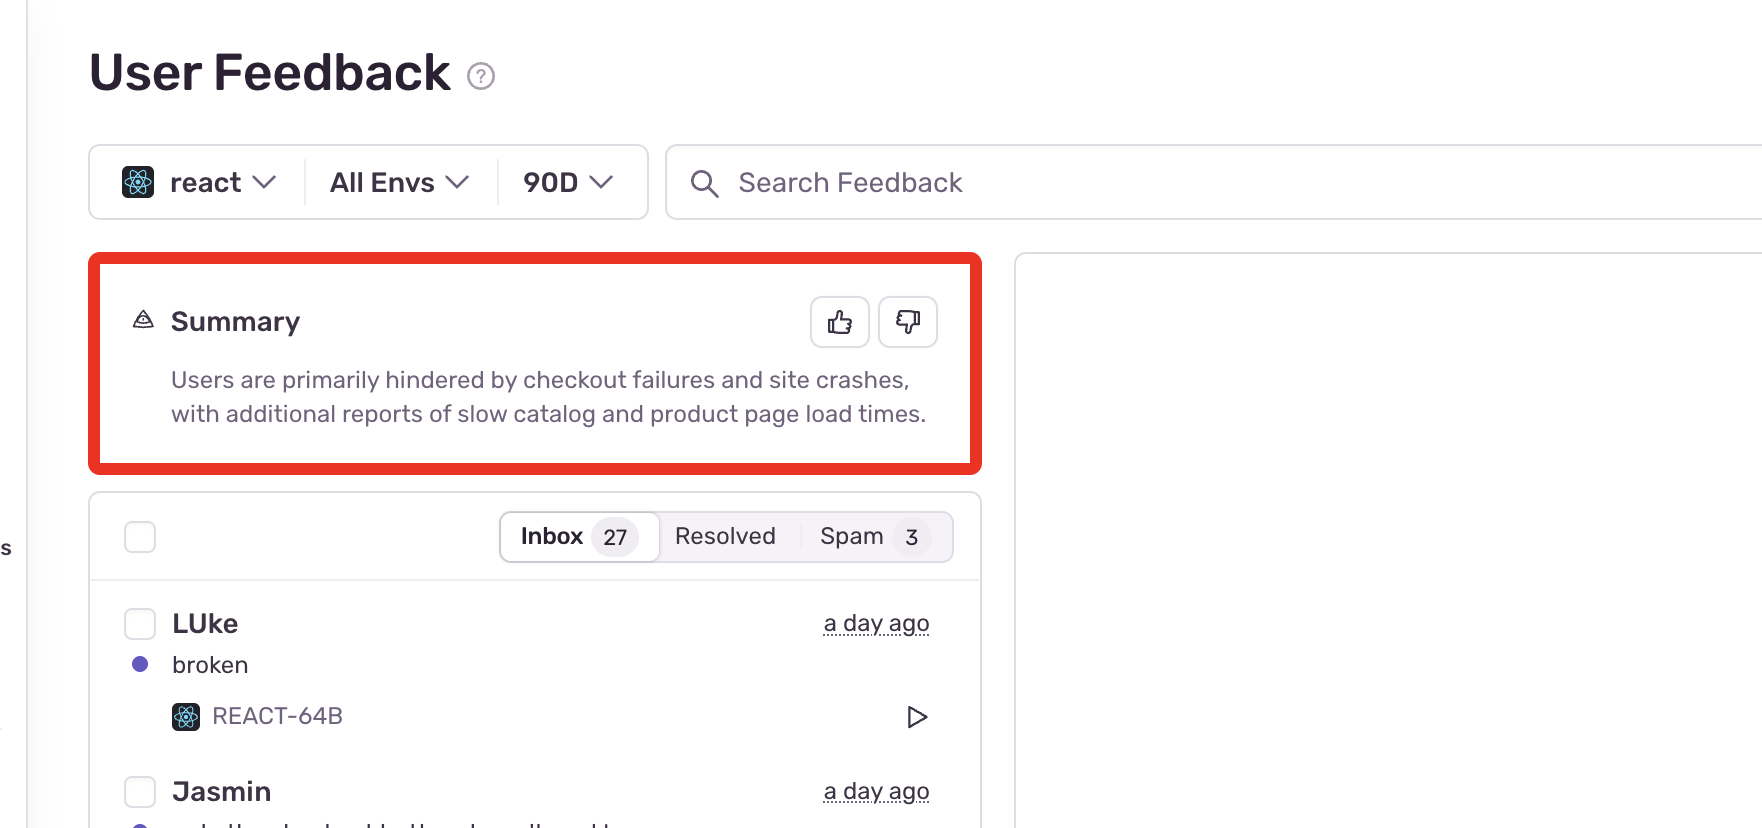 User Feedback ?
react All Envs 90D Search Feedback
Summary
Users are primarily hindered by checkout failures and site crashes,
with additional reports of slow catalog and product page load times.
Inbox 27 Resolved Spam 3
s
LUke a day ago
broken
REACT-64B
Jasmin a day ago